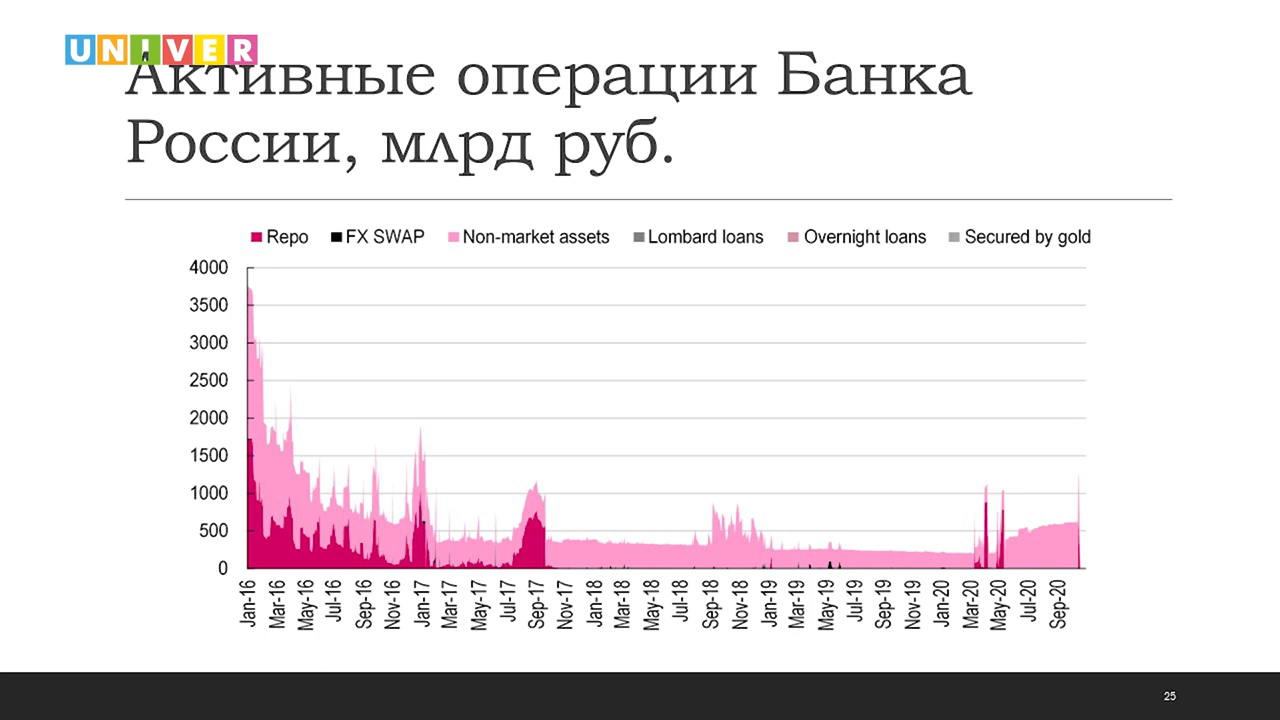 UNIVER
Активные операции Банка
России, млрд руб.
Repo FX SWAP Non-market assets Lombard loans Overnight loans Secured by gold
4000
3500
3000
2500
2000
1500
1000
500
0
Jan-16 Mar-16 May-16 Jul-16 Sep-16 Nov-16 Jan-17 Mar-17 May-17 Jul-17 Sep-17 Nov-17 Jan-18 Mar-18 May-18 Jul-18 Sep-18 Nov-18 Jan-19 Mar-19 May-19 Jul-19 Sep-19 Nov-19 Jan-20 Mar-20 May-20 Jul-20 Sep-20
25